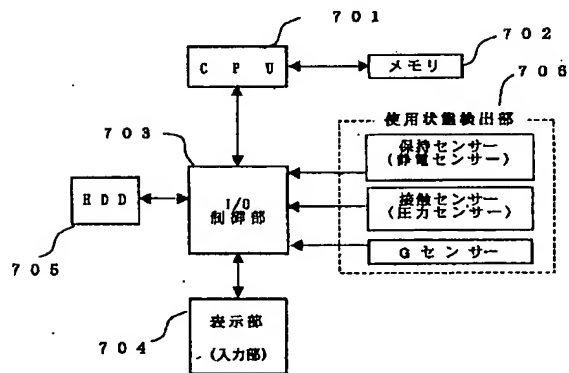 701
CPU
メモリ
702
706
使用状態検出部
703
保持センサー
(静電センサー)
HDD
I/O
制御部
接触センサー
(圧力センサー)
705
Gセンサー
表示部
(入力部)
704